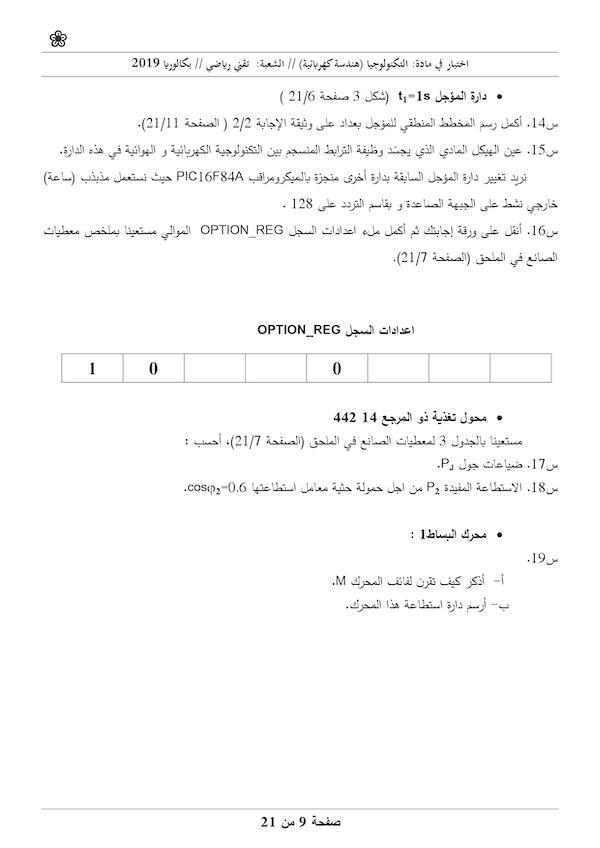 اختبار في مادة: التكنولوجيا (هندسة كهربائية) // الشعبة: تقني رياضي // بكالوريا 2019
• دارة المؤجل t₁=1s (شكل 3 صفحة 21/6 )
س14. أكمل رسم المخطط المنطقي للمؤجل بعداد على وثيقة الإجابة 2/2 ( الصفحة 21/11).
س15. عين الهيكل المادي الذي يجسّد وظيفة الترابط المنسجم بين التكنولوجية الكهربائية و الهوائية في هذه الدارة.
نريد تغيير دارة المؤجل السابقة بدارة أخرى منجزة بالميكرومراقب PIC16F84A حيث نستعمل مذبذب (ساعة)
خارجي نشط على الجبهة الصاعدة و بقاسم التردد على 128 .
س16. أنقل على ورقة إجابتك ثم أكمل ملء اعدادات السجل OPTION_REG الموالي مستعينا بملخص معطيات
الصانع في الملحق (الصفحة 21/7).
اعدادات السجل OPTION_REG
1 0 0
• محول تغذية ذو المرجع 14 442
مستعينا بالجدول 3 لمعطيات الصانع في الملحق (الصفحة 21/7)، أحسب :
س17. ضياعات جول P_J.
س18. الاستطاعة المفيدة P₂ من اجل حمولة حثية معامل استطاعتها cosφ₂=0,6.
• محرك البساط1 :
س19.
أ- أذكر كيف تقرن لفائف المحرك M.
ب- أرسم دارة استطاعة هذا المحرك.
صفحة 9 من 21